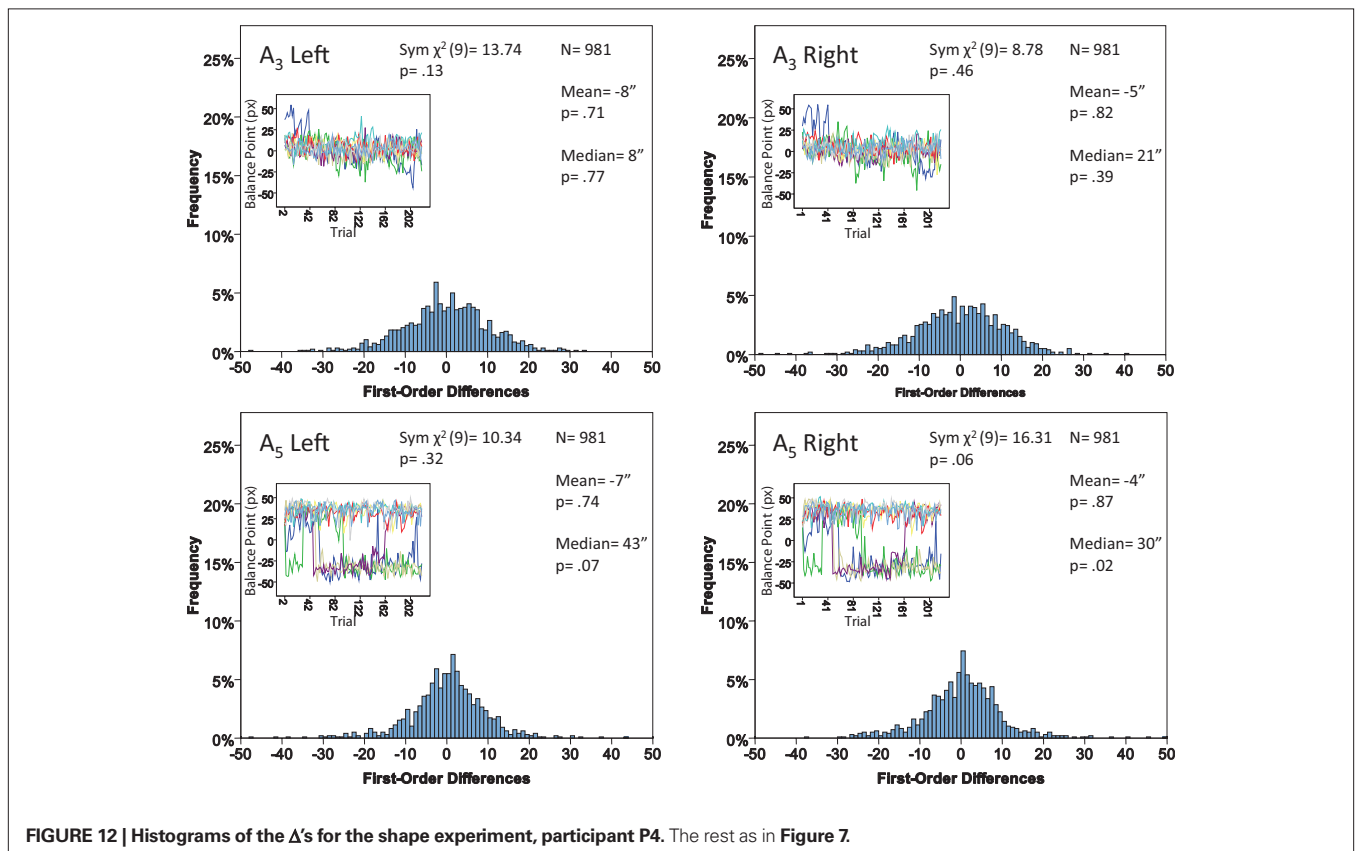 A3 Left
Sym χ2 (9)= 13.74
p= .13
N= 981
Mean= -8”
p= .71
Median= 8”
p= .77
Frequency
25%
20%
15%
10%
5%
0%
Balance Point (px)
50
25
0
-25
-50
2 42 82 122 162 202
Trial
-50 -40 -30 -20 -10 0 10 20 30 40 50
First-Order Differences
A3 Right
Sym χ2 (9)= 8.78
p= .46
N= 981
Mean= -5”
p= .82
Median= 21”
p= .39
Frequency
25%
20%
15%
10%
5%
0%
Balance Point (px)
50
25
0
-25
-50
1 41 81 121 161 201
Trial
-50 -40 -30 -20 -10 0 10 20 30 40 50
First-Order Differences
A5 Left
Sym χ2 (9)= 10.34
p= .32
N= 981
Mean= -7”
p= .74
Median= 43”
p= .07
Frequency
25%
20%
15%
10%
5%
0%
Balance Point (px)
50
25
0
-25
-50
2 42 82 122 162 202
Trial
-50 -40 -30 -20 -10 0 10 20 30 40 50
First-Order Differences
A5 Right
Sym χ2 (9)= 16.31
p= .06
N= 981
Mean= -4”
p= .87
Median= 30”
p= .02
Frequency
25%
20%
15%
10%
5%
0%
Balance Point (px)
50
25
0
-25
-50
1 41 81 121 161 201
Trial
-50 -40 -30 -20 -10 0 10 20 30 40 50
First-Order Differences
FIGURE 12 | Histograms of the Δ's for the shape experiment, participant P4. The rest as in Figure 7.